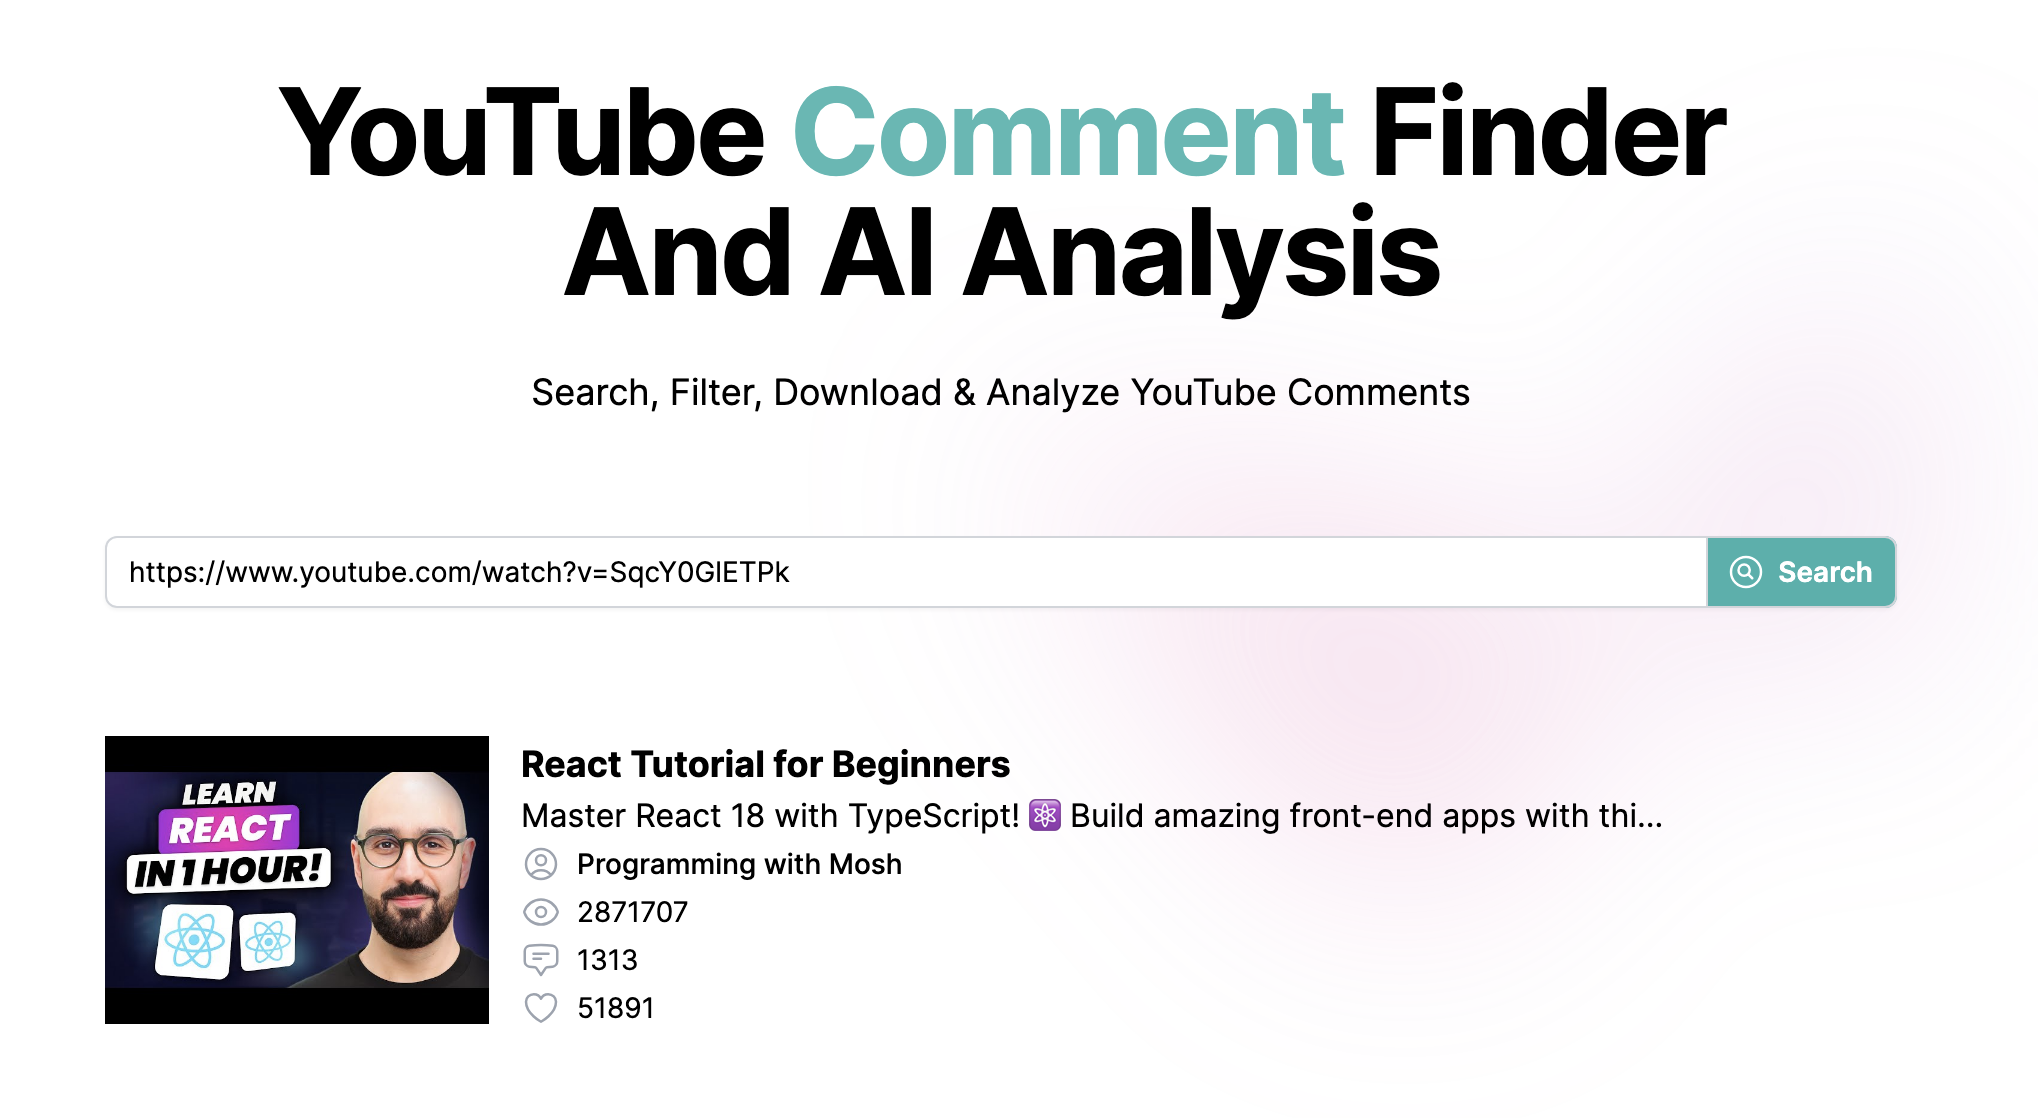 YouTube Comment Finder
And AI Analysis
Search, Filter, Download & Analyze YouTube Comments
https://www.youtube.com/watch?v=SqcY0GlETPk
Search
LEARN
REACT
IN 1 HOUR!
React Tutorial for Beginners
Master React 18 with TypeScript! ⚛️ Build amazing front-end apps with thi...
Programming with Mosh
2871707
1313
51891